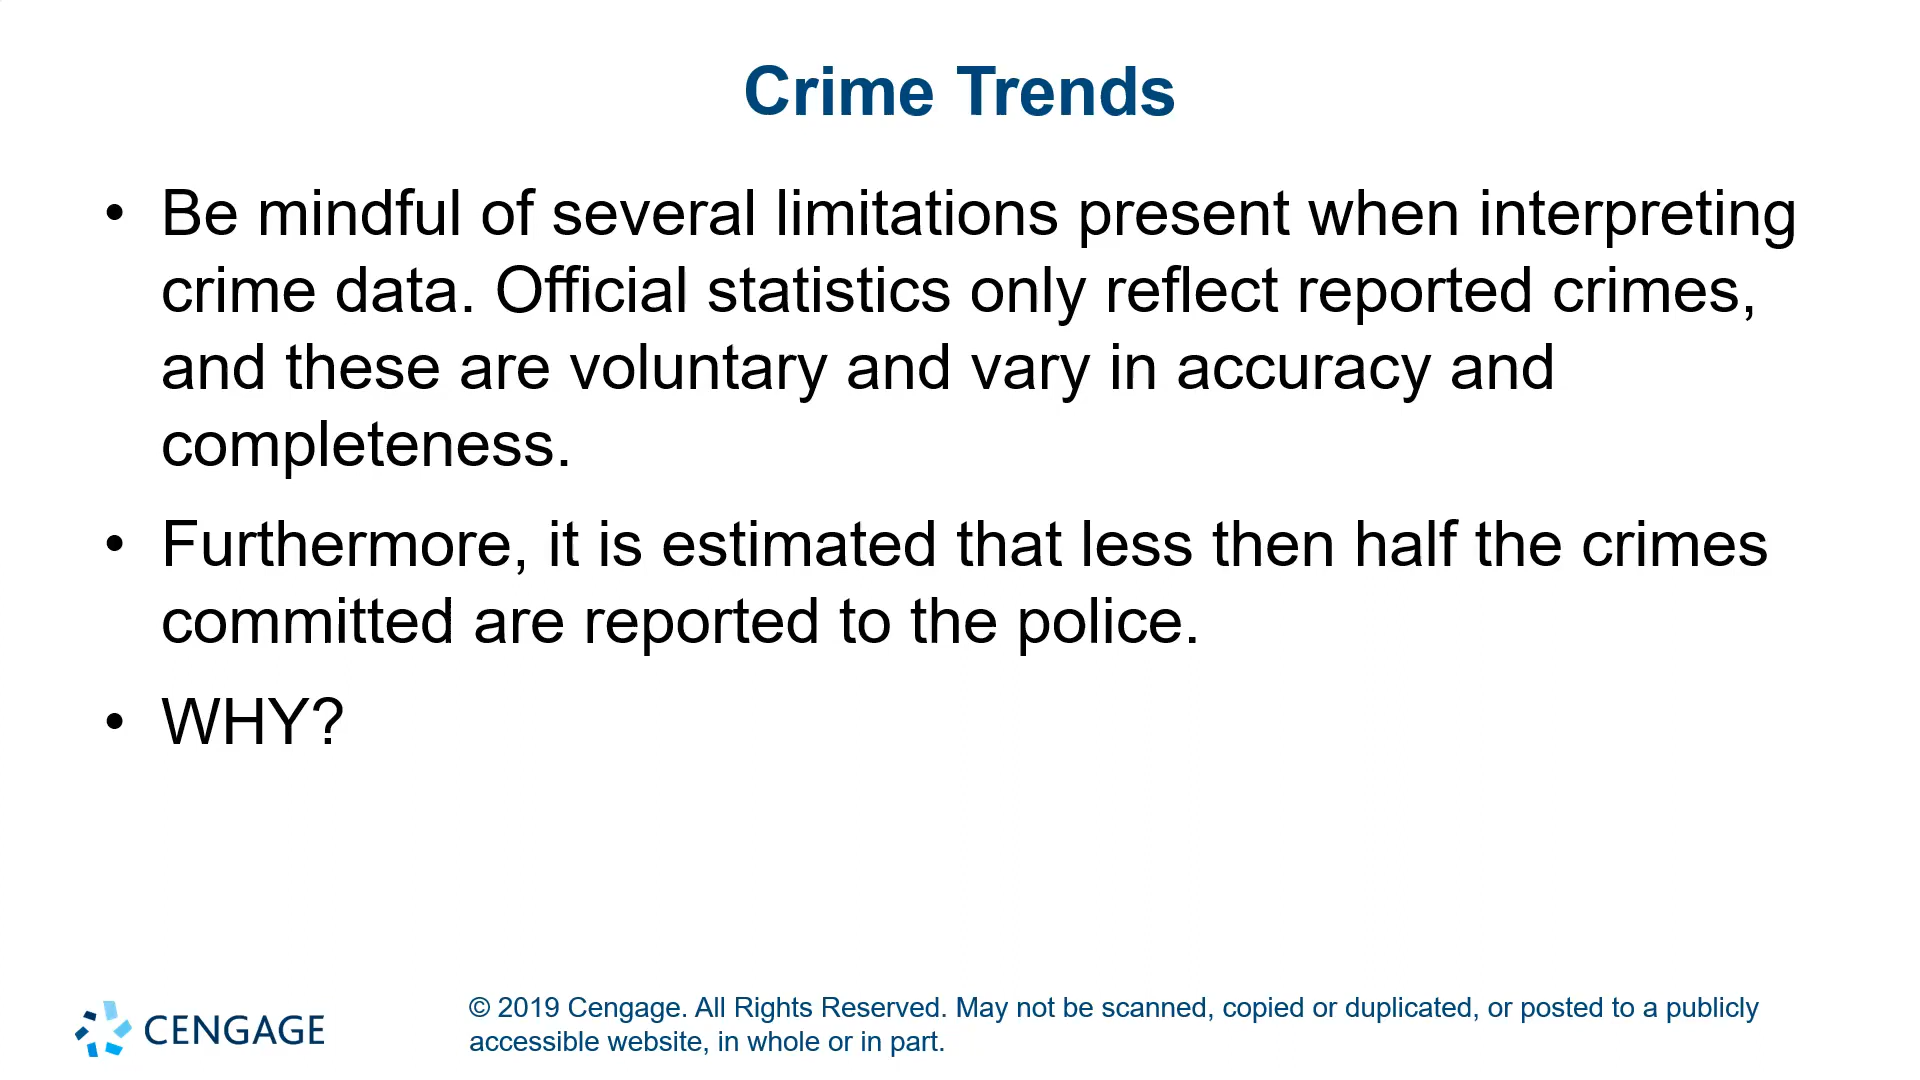 Crime Trends
• Be mindful of several limitations present when interpreting
crime data. Official statistics only reflect reported crimes,
and these are voluntary and vary in accuracy and
completeness.
• Furthermore, it is estimated that less then half the crimes
committed are reported to the police.
• WHY?
CENGAGE
© 2019 Cengage. All Rights Reserved. May not be scanned, copied or duplicated, or posted to a publicly
accessible website, in whole or in part.